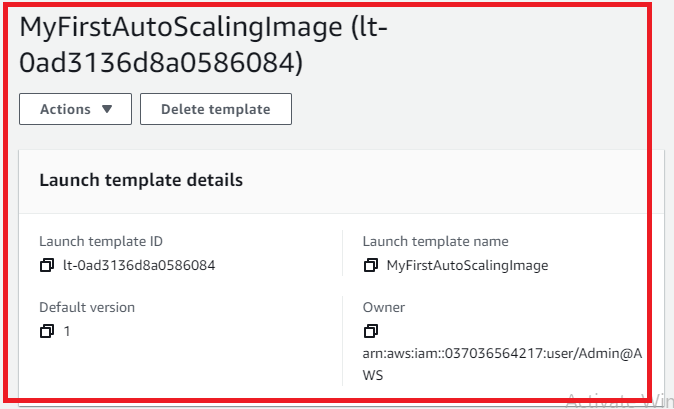 MyFirstAutoScalingImage (lt-
0ad3136d8a0586084)
Actions
Delete template
Launch template details
Launch template ID
lt-0ad3136d8a0586084
Launch template name
MyFirstAutoScalingImage
Default version
1
Owner
arn:aws:iam::037036564217:user/Admin@A
WS
Activate Win